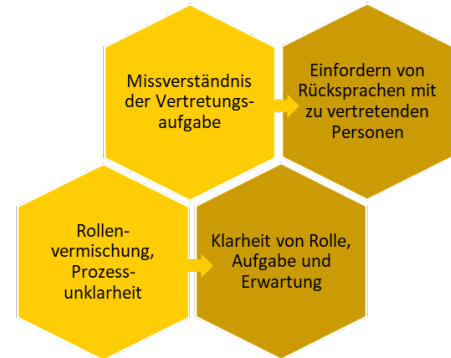 Missverständnis
der Vertretungs-
aufgabe
Einfordern von
Rücksprachen mit
zu vertretenden
Personen
Rollen-
vermischung,
Prozess-
unklarheit
Klarheit von Rolle,
Aufgabe und
Erwartung